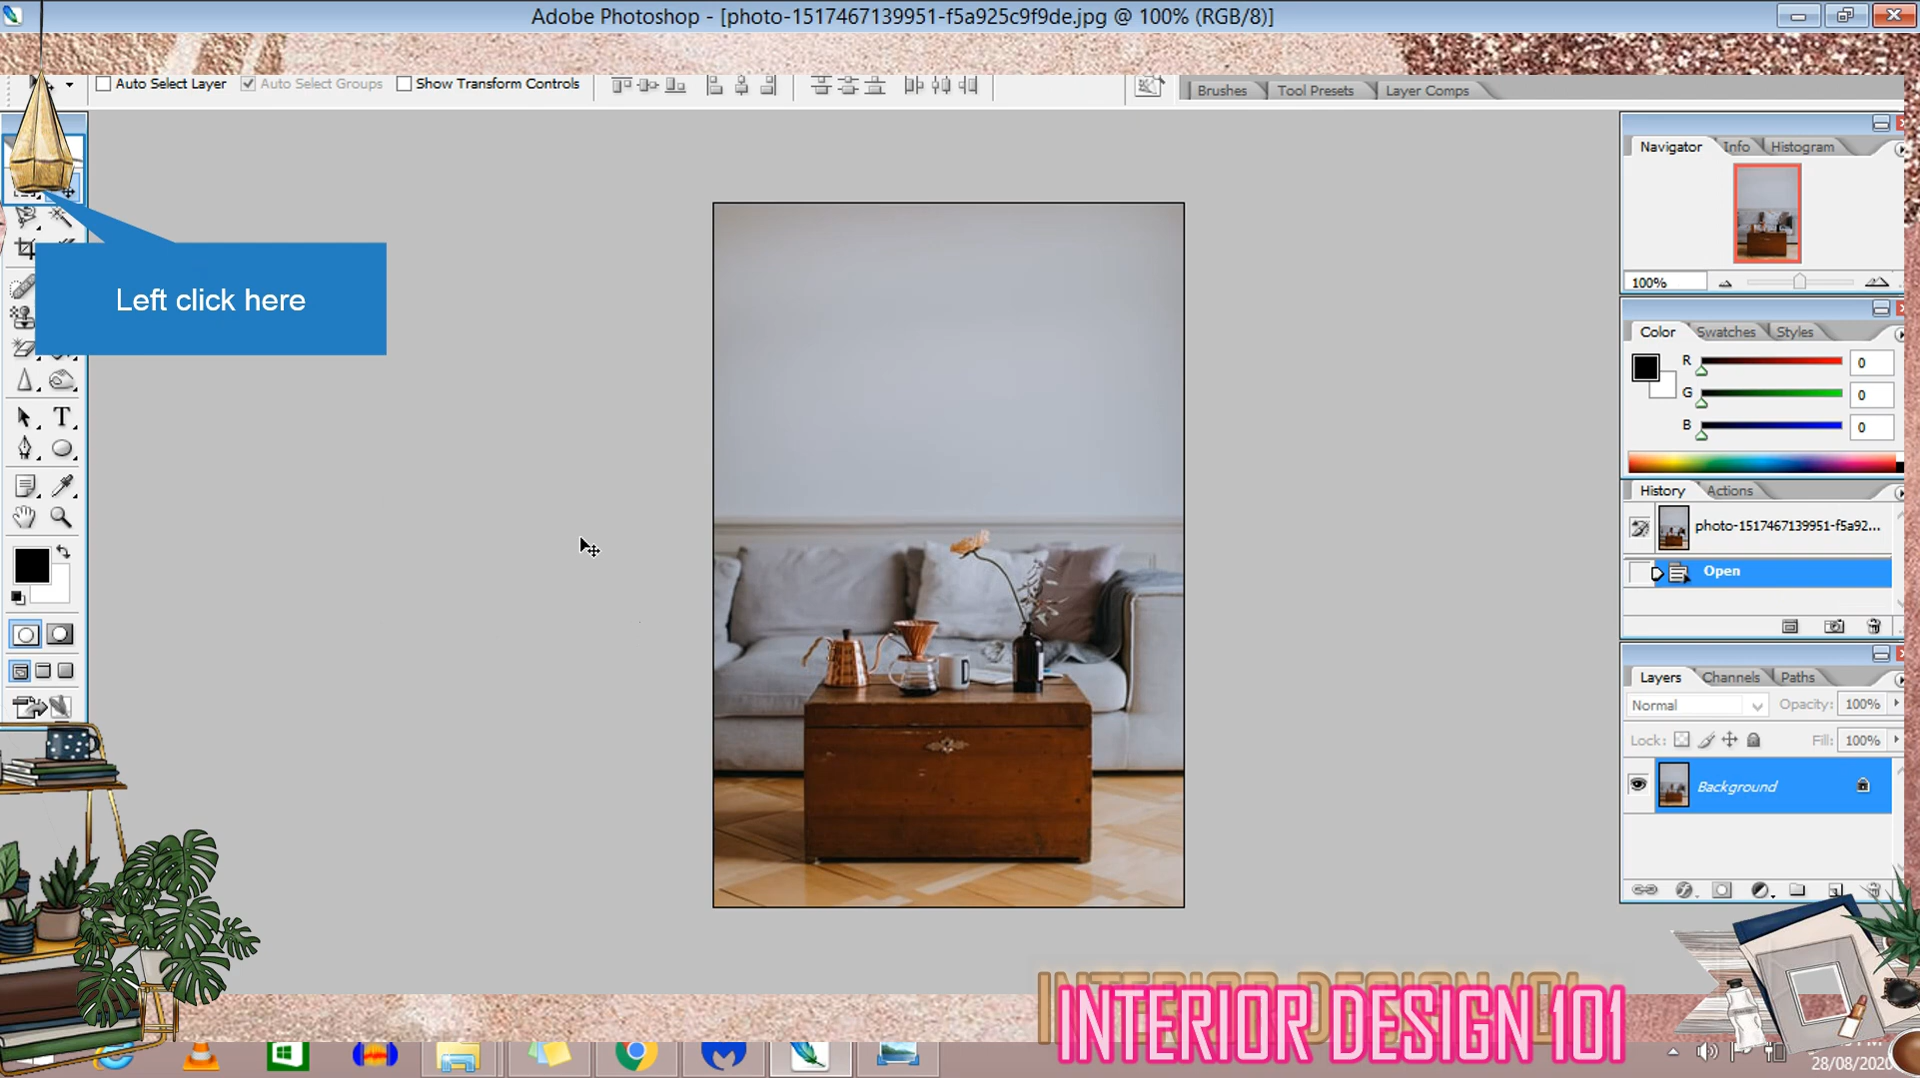 Adobe Photoshop - [photo-1517467139951-f5a925c9f9de.jpg @ 100% (RGB/8)]
Auto Select Layer Auto Select Groups Show Transform Controls
Brushes Tool Presets Layer Comps
Navigator Info Histogram
Left click here
100%
Color Swatches Styles
R 0
G 0
B 0
T
History Actions
photo-1517467139951-f5a92...
Open
Layers Channels Paths
Normal Opacity: 100%
Lock: Fill: 100%
Background
INTERIOR DESIGN 101
INTERIOR DESIGN 101
28/08/2020